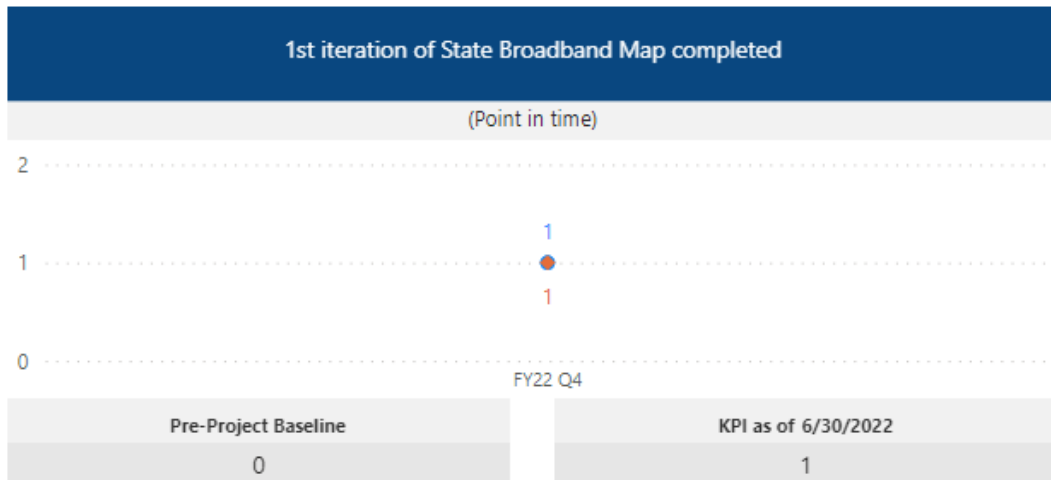 1st iteration of State Broadband Map completed
(Point in time)
2
1
1
1
0
FY22 Q4
Pre-Project Baseline
KPI as of 6/30/2022
0
1